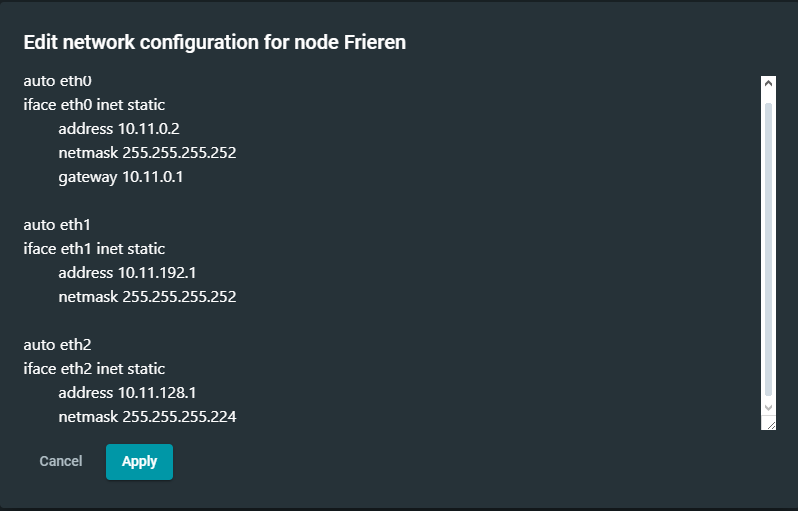 Edit network configuration for node Frieren
auto eth0
iface eth0 inet static
address 10.11.0.2
netmask 255.255.255.252
gateway 10.11.0.1
auto eth1
iface eth1 inet static
address 10.11.192.1
netmask 255.255.255.252
auto eth2
iface eth2 inet static
address 10.11.128.1
netmask 255.255.255.224
Cancel Apply